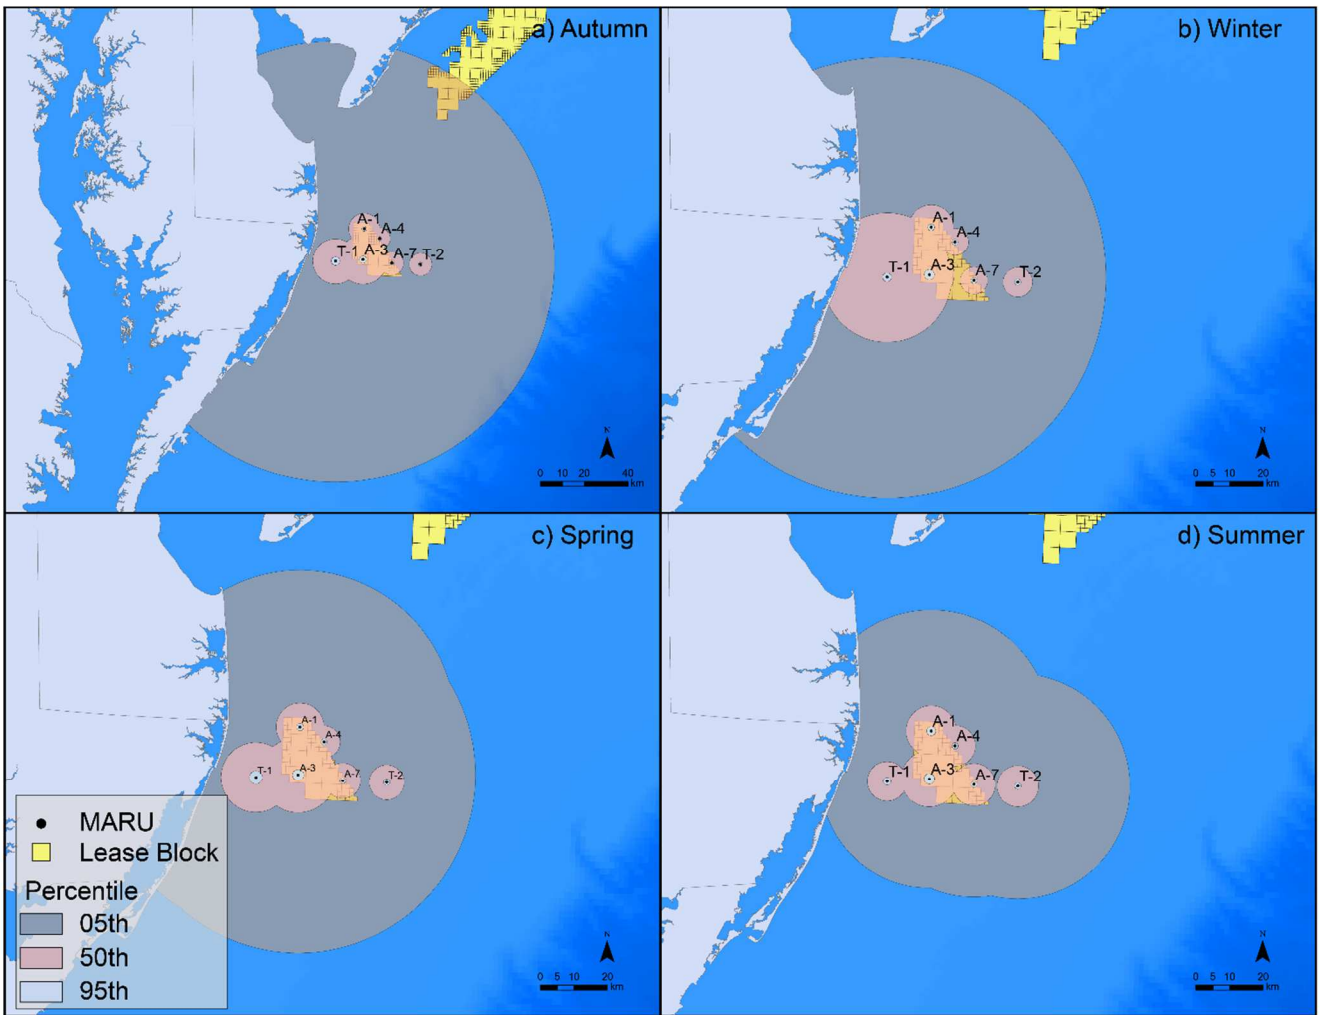 a) Autumn
A-1
A-4
T-1
A-3
A-7
T-2
N
0 10 20 40
km
b) Winter
A-1
A-4
T-1
A-3
A-7
T-2
N
0 5 10 20
km
c) Spring
A-1
A-4
T-1
A-3
A-7
T-2
N
0 5 10 20
km
MARU
Lease Block
Percentile
05th
50th
95th
d) Summer
A-1
A-4
T-1
A-3
A-7
T-2
N
0 5 10 20
km